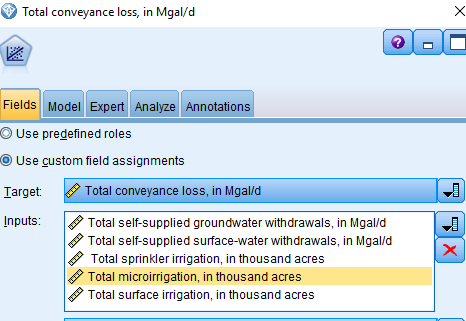 Total conveyance loss, in Mgal/d
?
Fields Model Expert Analyze Annotations
Use predefined roles
Use custom field assignments
Target: Total conveyance loss, in Mgal/d
Inputs: Total self-supplied groundwater withdrawals, in Mgal/d
Total self-supplied surface-water withdrawals, in Mgal/d
Total sprinkler irrigation, in thousand acres
Total microirrigation, in thousand acres
Total surface irrigation, in thousand acres